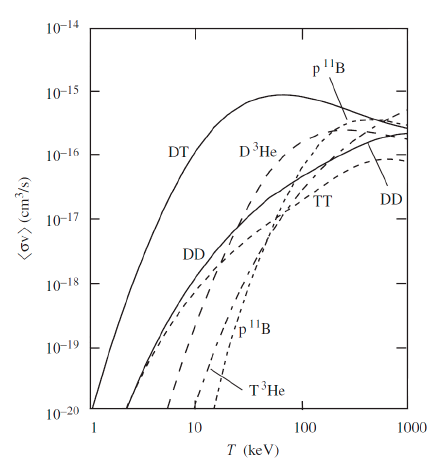 10⁻¹⁴
p ¹¹B
10⁻¹⁵
DT
D ³He
10⁻¹⁶
TT
DD
10⁻¹⁷
⟨σv⟩ (cm³/s)
DD
10⁻¹⁸
p ¹¹B
10⁻¹⁹
T ³He
10⁻²⁰
1 10 100 1000
T (keV)